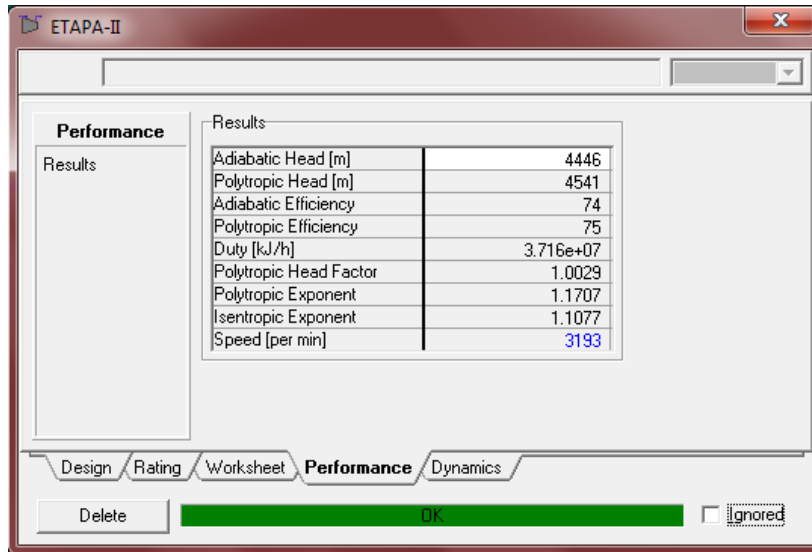 ETAPA-II
Performance
Results
Results
Adiabatic Head [m] 4446
Polytropic Head [m] 4541
Adiabatic Efficiency 74
Polytropic Efficiency 75
Duty [kJ/h] 3.716e+07
Polytropic Head Factor 1.0029
Polytropic Exponent 1.1707
Isentropic Exponent 1.1077
Speed [per min] 3193
Design Rating Worksheet Performance Dynamics
Delete OK Ignored